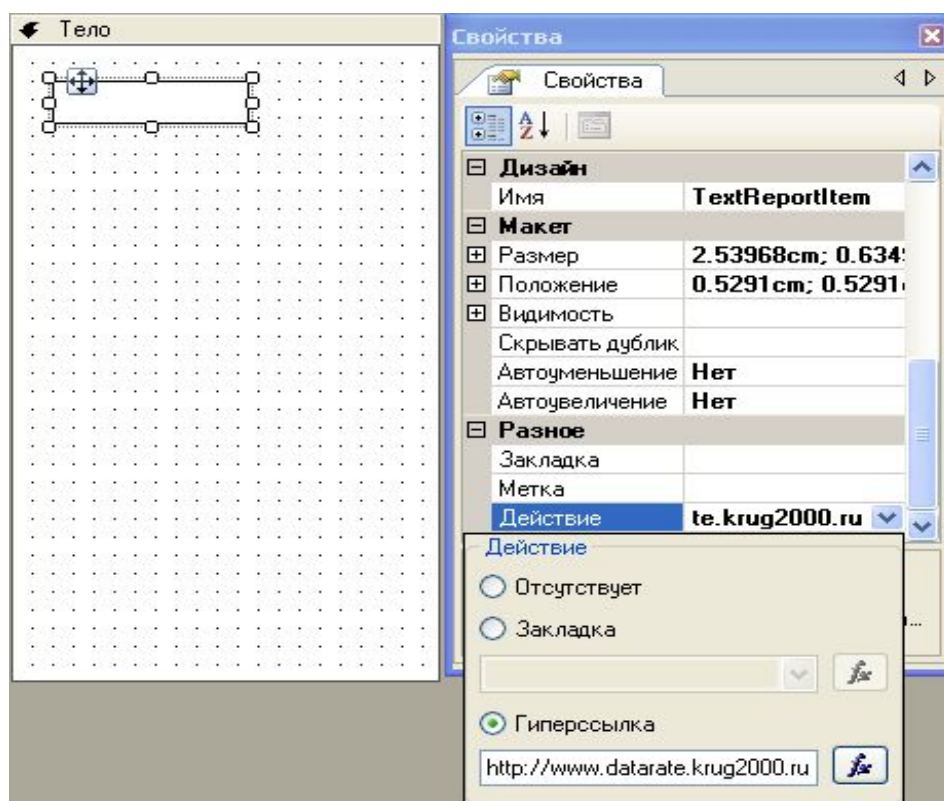 Тело
Свойства
Свойства
Дизайн
Имя TextReportItem
Макет
Размер 2.53968cm; 0.634
Положение 0.5291cm; 0.5291
Видимость
Скрывать дублик
Автоуменьшение Нет
Автоувеличение Нет
Разное
Закладка
Метка
Действие te.krug2000.ru
Действие
Отсутствует
Закладка
fx
Гиперссылка
http://www.datarate.krug2000.ru fx